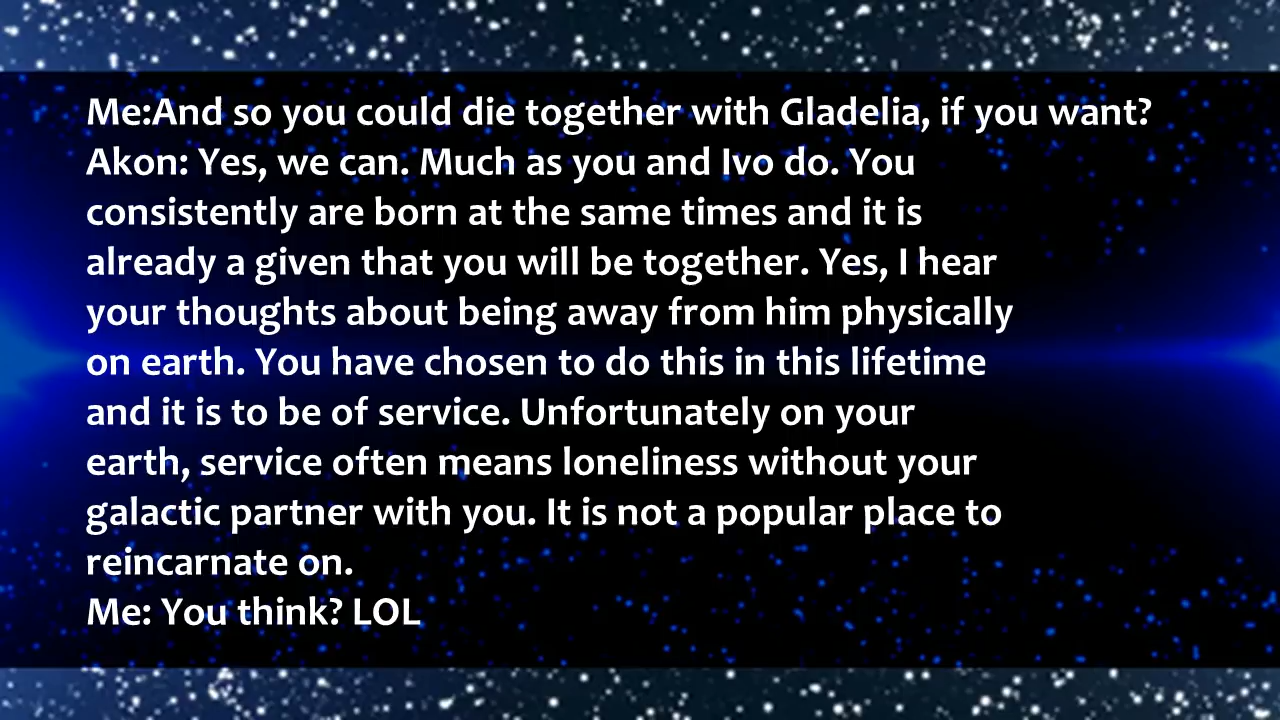 Me:And so you could die together with Gladelia, if you want?
Akon: Yes, we can. Much as you and Ivo do. You
consistently are born at the same times and it is
already a given that you will be together. Yes, I hear
your thoughts about being away from him physically
on earth. You have chosen to do this in this lifetime
and it is to be of service. Unfortunately on your
earth, service often means loneliness without your
galactic partner with you. It is not a popular place to
reincarnate on.
Me: You think? LOL